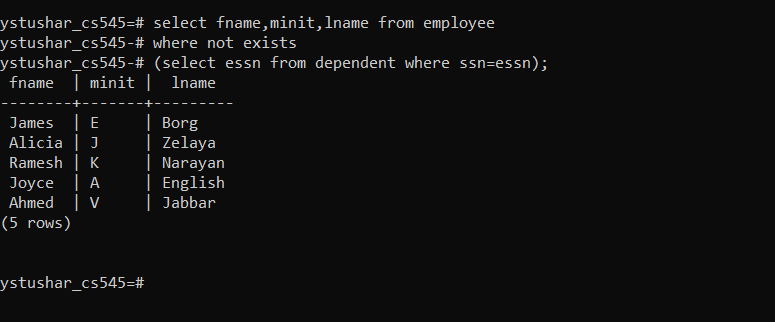 ystushar_cs545=# select fname,minit,lname from employee
ystushar_cs545-# where not exists
ystushar_cs545-# (select essn from dependent where ssn=essn);
 fname  | minit |  lname
--------+-------+---------
 James  | E     | Borg
 Alicia | J     | Zelaya
 Ramesh | K     | Narayan
 Joyce  | A     | English
 Ahmed  | V     | Jabbar
(5 rows)
ystushar_cs545=#